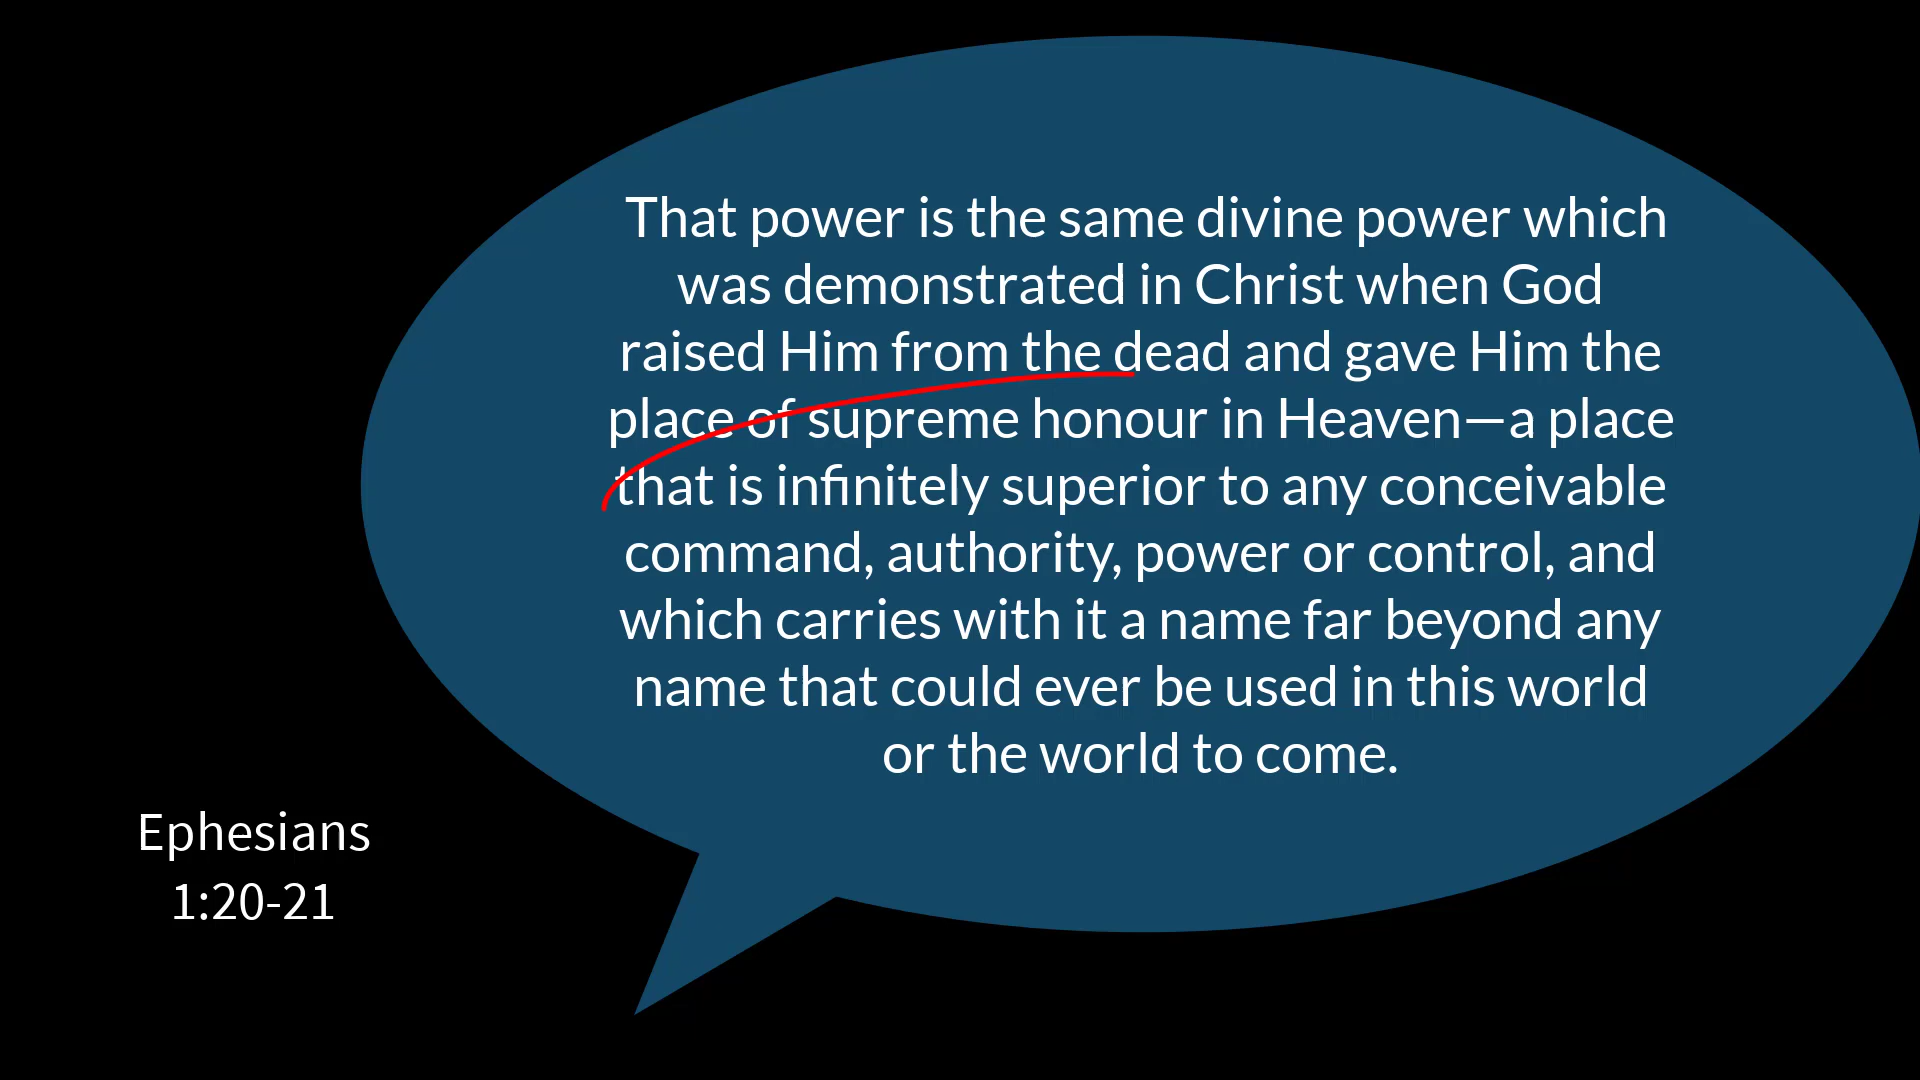 That power is the same divine power which
was demonstrated in Christ when God
raised Him from the dead and gave Him the
place of supreme honour in Heaven—a place
that is infinitely superior to any conceivable
command, authority, power or control, and
which carries with it a name far beyond any
name that could ever be used in this world
or the world to come.
Ephesians
1:20-21